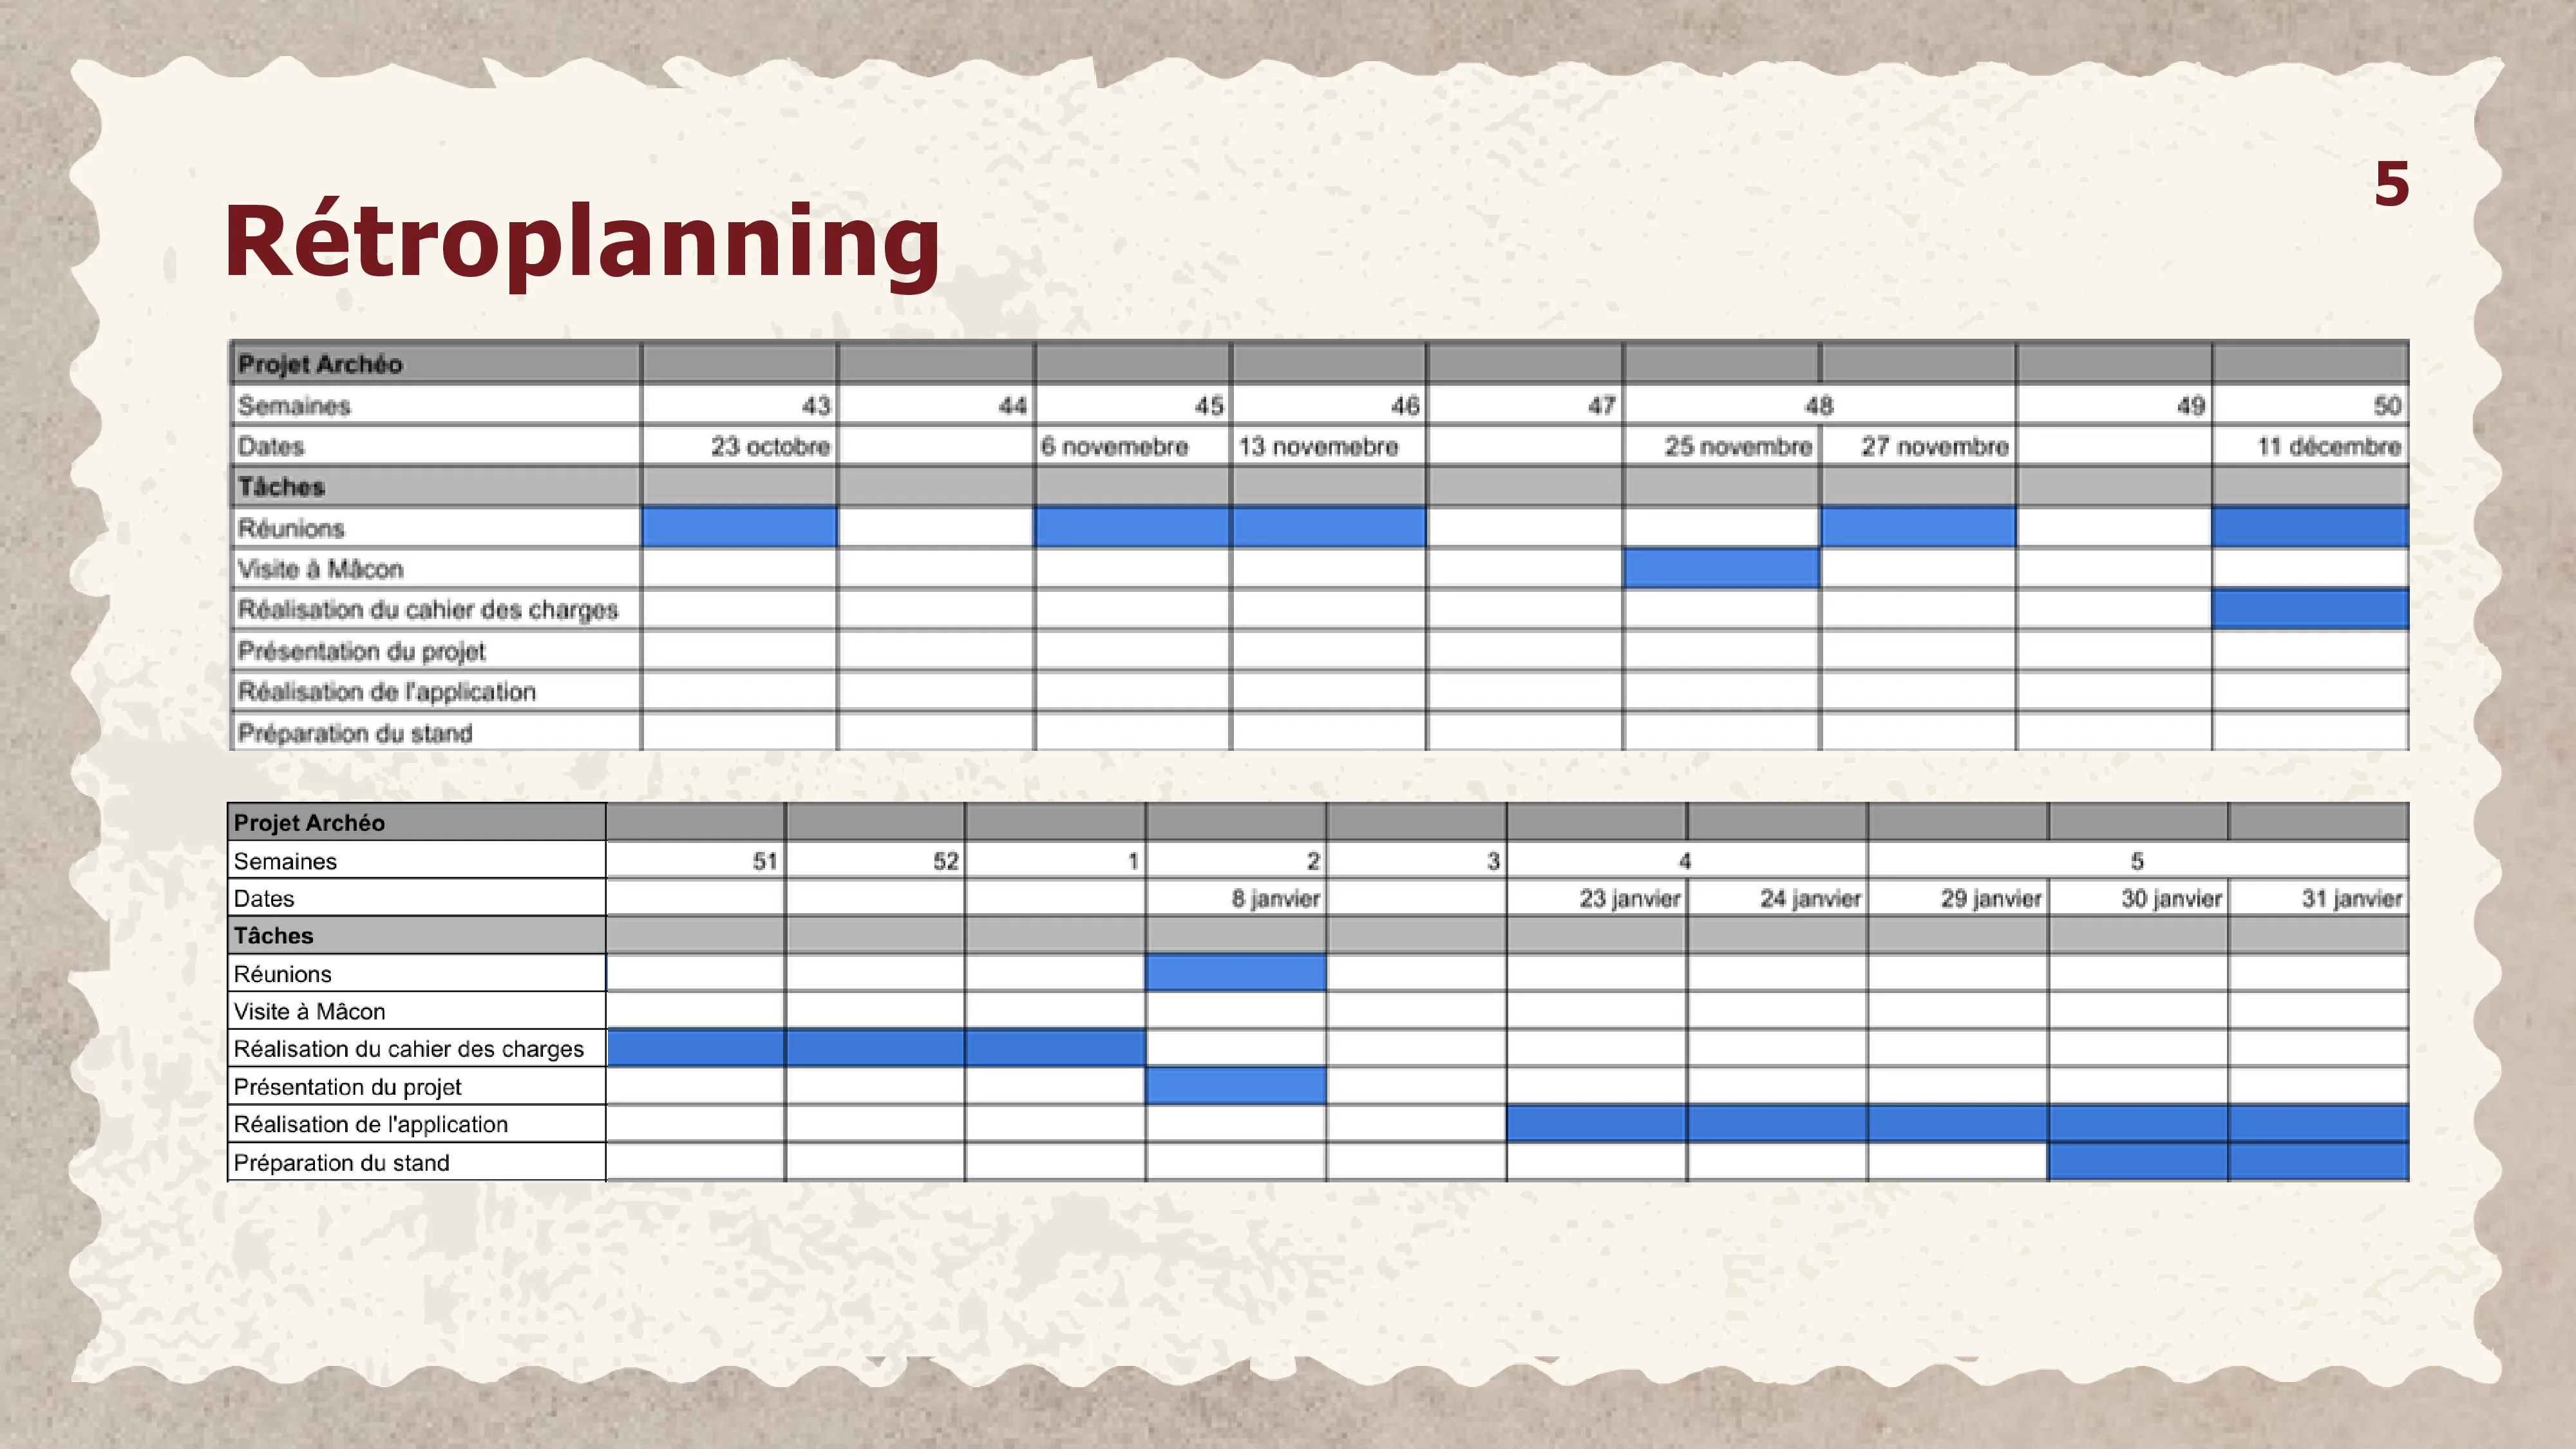 5
Rétroplanning
Projet Archéo
Semaines 43 44 45 46 47 48 49 50
Dates 23 octobre 6 novemebre 13 novemebre 25 novembre 27 novembre 11 décembre
Tâches
Réunions
Visite à Mâcon
Réalisation du cahier des charges
Présentation du projet
Réalisation de l'application
Préparation du stand
Projet Archéo
Semaines 51 52 1 2 3 4 5
Dates 8 janvier 23 janvier 24 janvier 29 janvier 30 janvier 31 janvier
Tâches
Réunions
Visite à Mâcon
Réalisation du cahier des charges
Présentation du projet
Réalisation de l'application
Préparation du stand